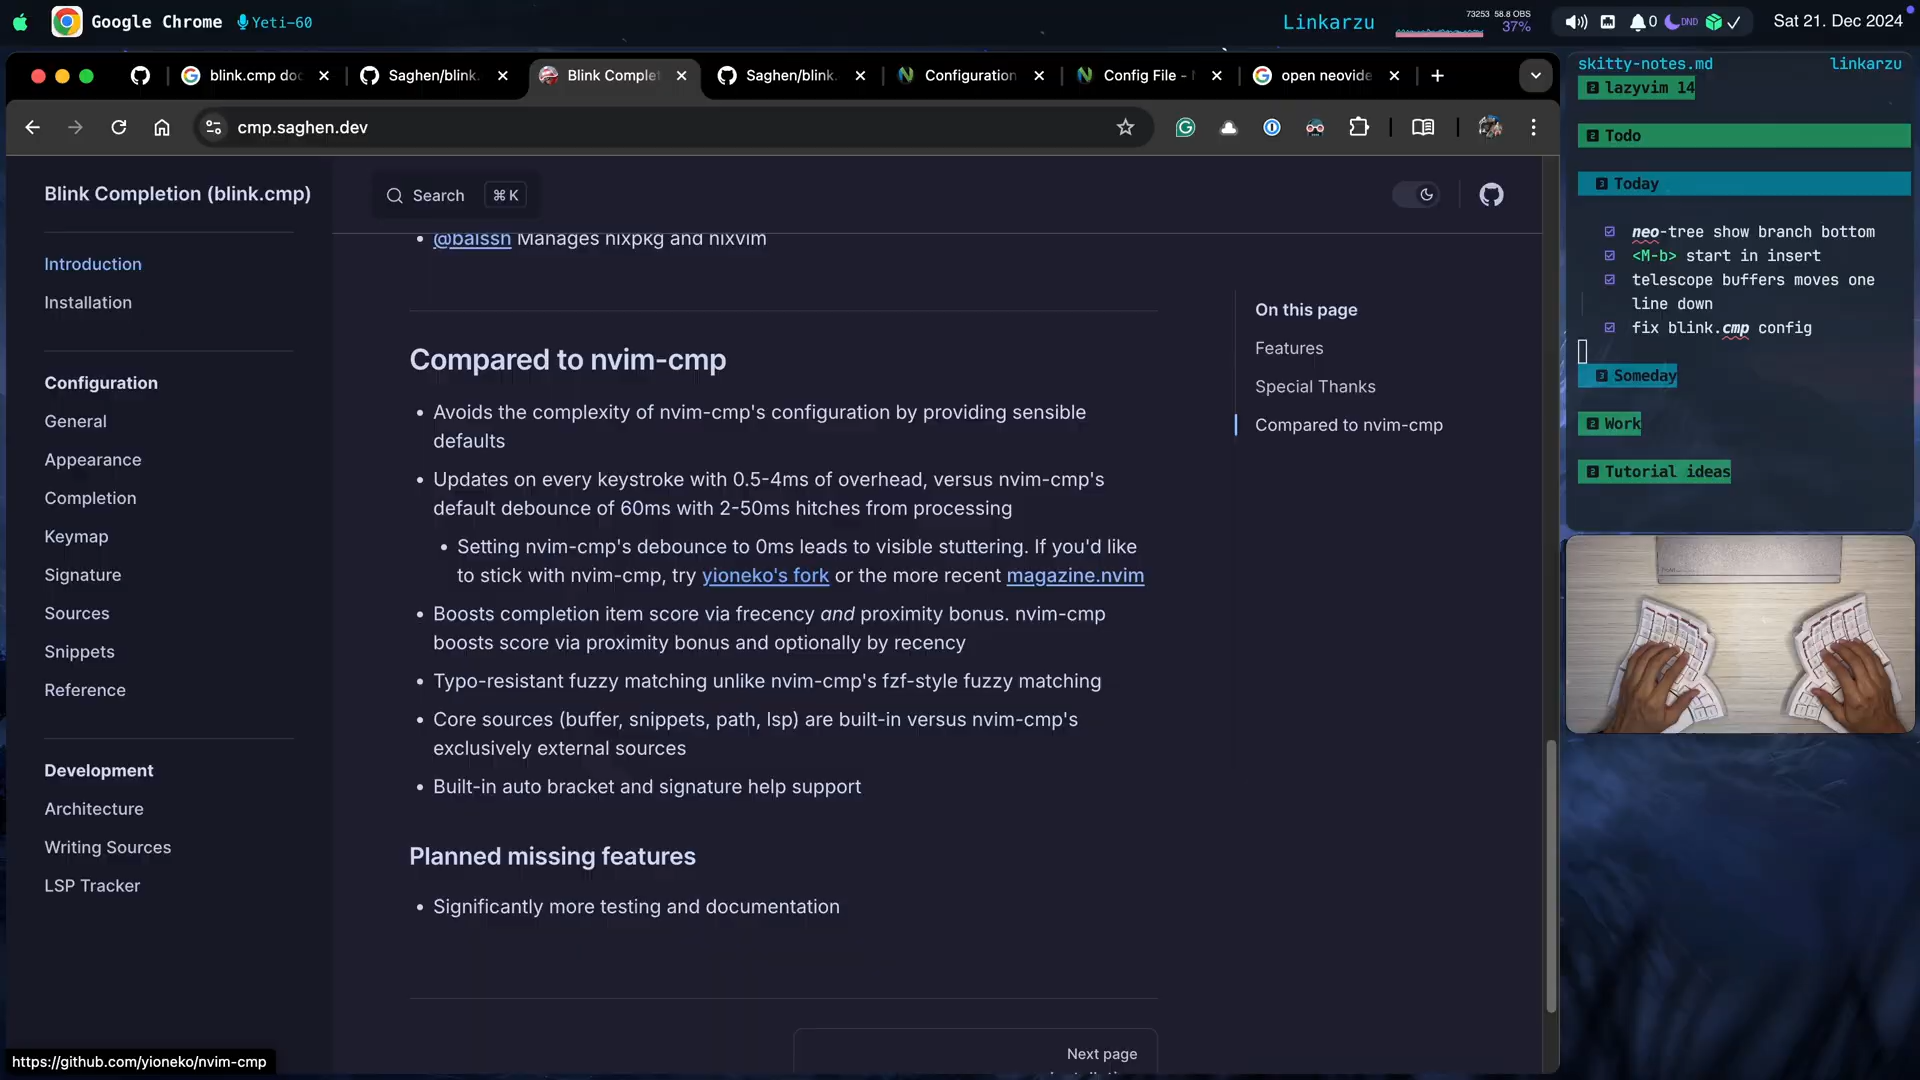 Google Chrome
Yeti-60
Linkarzu
73253 58.8 OBS
37%
0
DND
Sat 21. Dec 2024
blink.cmp doc
Saghen/blink.
Blink Complet
Saghen/blink.
Configuration
Config File -
open neovide
cmp.saghen.dev
Blink Completion (blink.cmp)
Search
⌘ K
Introduction
Installation
Configuration
General
Appearance
Completion
Keymap
Signature
Sources
Snippets
Reference
Development
Architecture
Writing Sources
LSP Tracker
@balssh Manages nixpkg and nixvim
Compared to nvim-cmp
• Avoids the complexity of nvim-cmp's configuration by providing sensible
defaults
• Updates on every keystroke with 0.5-4ms of overhead, versus nvim-cmp's
default debounce of 60ms with 2-50ms hitches from processing
• Setting nvim-cmp's debounce to 0ms leads to visible stuttering. If you'd like
to stick with nvim-cmp, try yioneko's fork or the more recent magazine.nvim
• Boosts completion item score via frecency and proximity bonus. nvim-cmp
boosts score via proximity bonus and optionally by recency
• Typo-resistant fuzzy matching unlike nvim-cmp's fzf-style fuzzy matching
• Core sources (buffer, snippets, path, lsp) are built-in versus nvim-cmp's
exclusively external sources
• Built-in auto bracket and signature help support
Planned missing features
• Significantly more testing and documentation
Next page
On this page
Features
Special Thanks
Compared to nvim-cmp
https://github.com/yioneko/nvim-cmp
skitty-notes.md
linkarzu
lazyvim 14
Todo
Today
neo-tree show branch bottom
<M-b> start in insert
telescope buffers moves one
line down
fix blink.cmp config
Someday
Work
Tutorial ideas